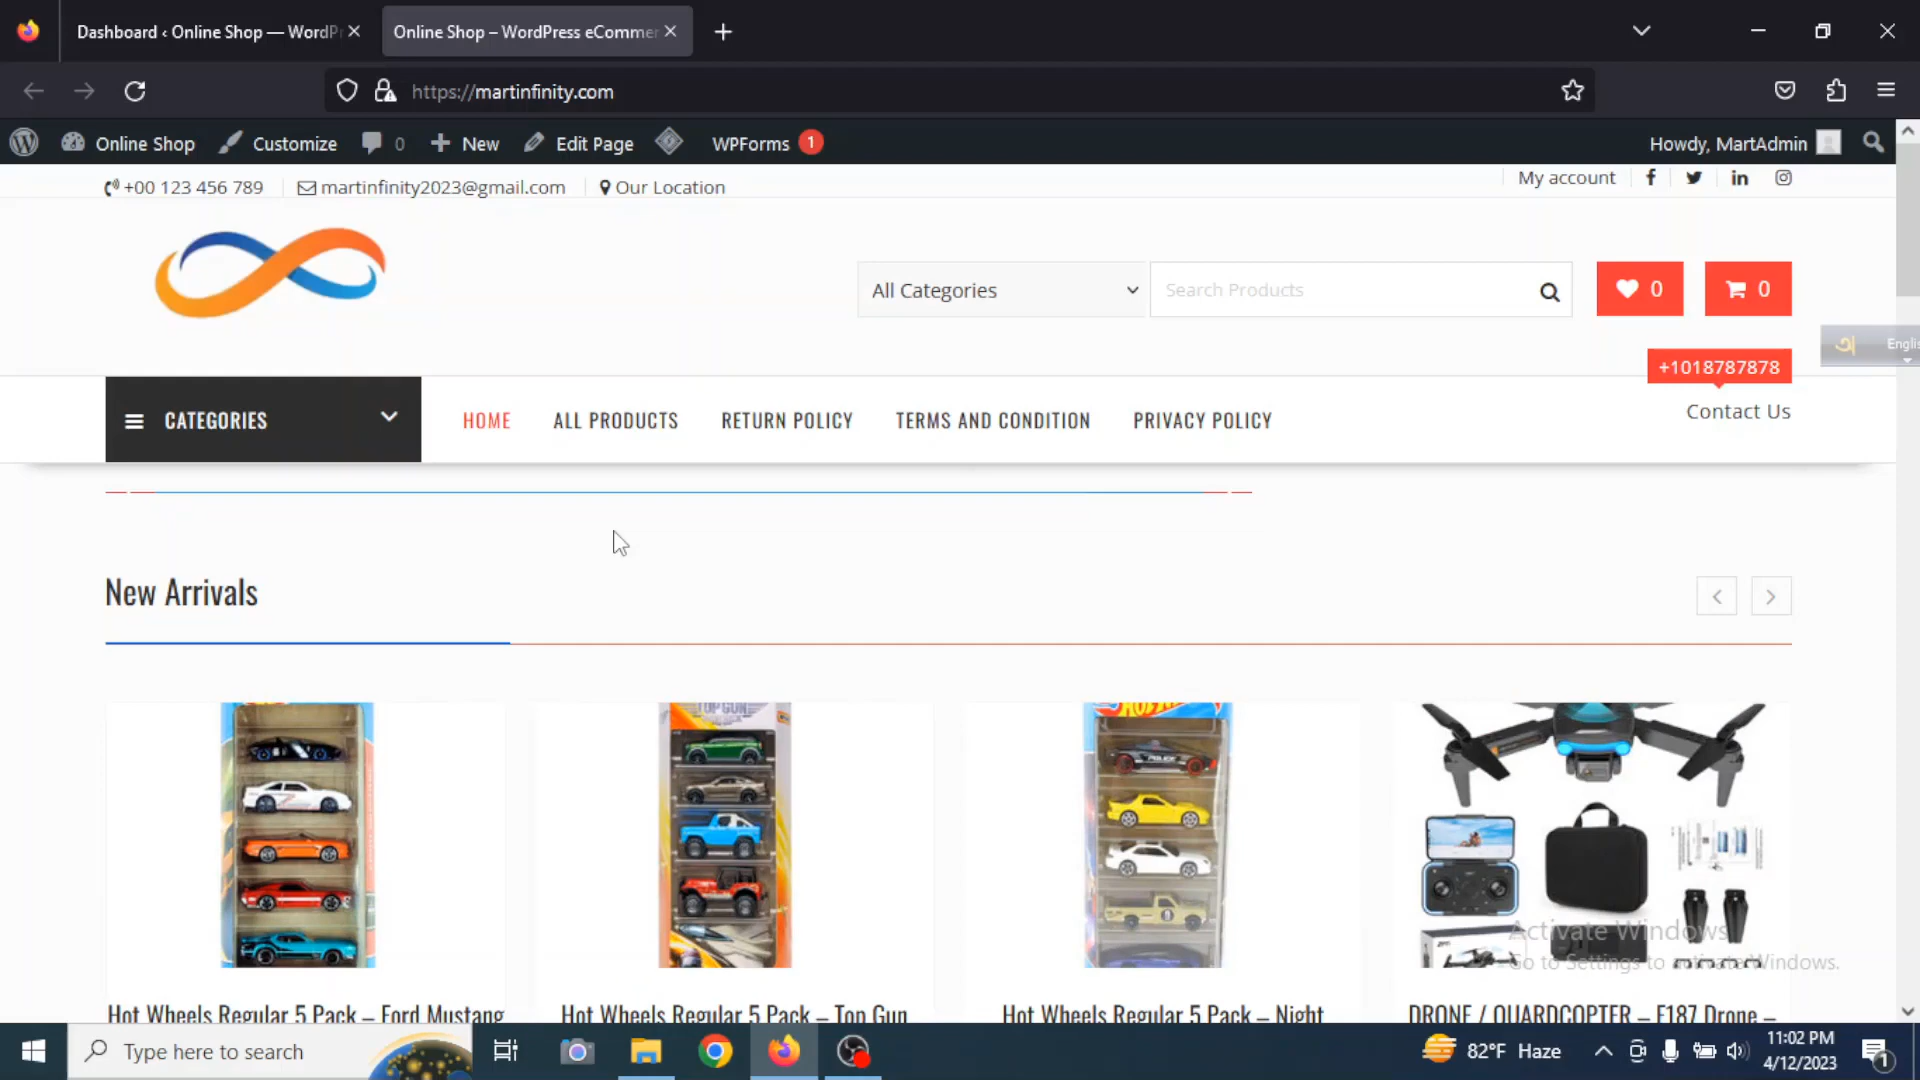 Dashboard ‹ Online Shop — WordPr
Online Shop – WordPress eCommer
https://martinfinity.com
Online Shop
Customize
0
New
Edit Page
WPForms 1
Howdy, MartAdmin
+00 123 456 789
martinfinity2023@gmail.com
Our Location
My account
All Categories
Search Products
0
0
Englis
+1018787878
CATEGORIES
HOME
ALL PRODUCTS
RETURN POLICY
TERMS AND CONDITION
PRIVACY POLICY
Contact Us
New Arrivals
TOP GUN
POLICE
Hot Wheels Regular 5 Pack – Ford Mustang
Hot Wheels Regular 5 Pack – Top Gun
Hot Wheels Regular 5 Pack – Night
DRONE / QUARDCOPTER – E187 Drone –
Activate Windows
Go to Settings to activate Windows.
Type here to search
82°F Haze
11:02 PM
4/12/2023
1